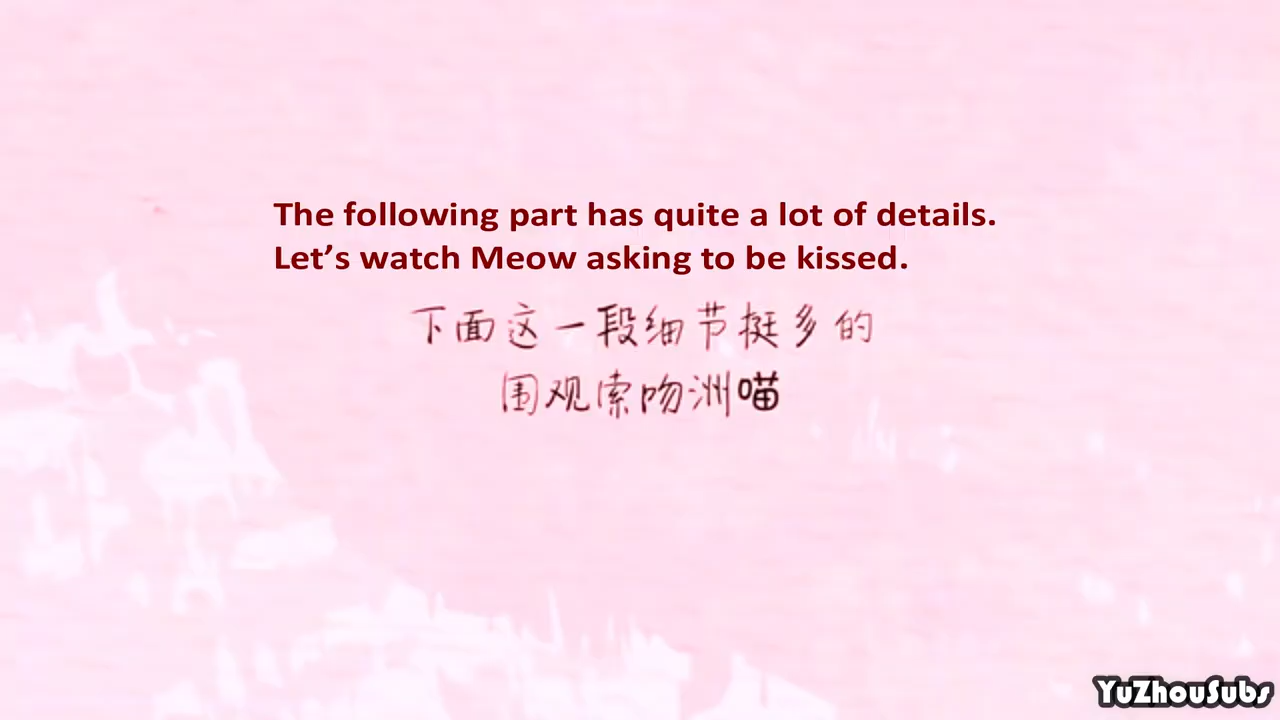 The following part has quite a lot of details.
Let’s watch Meow asking to be kissed.
下面这一段细节挺多的
围观索吻洲喵
YuZhouSubs